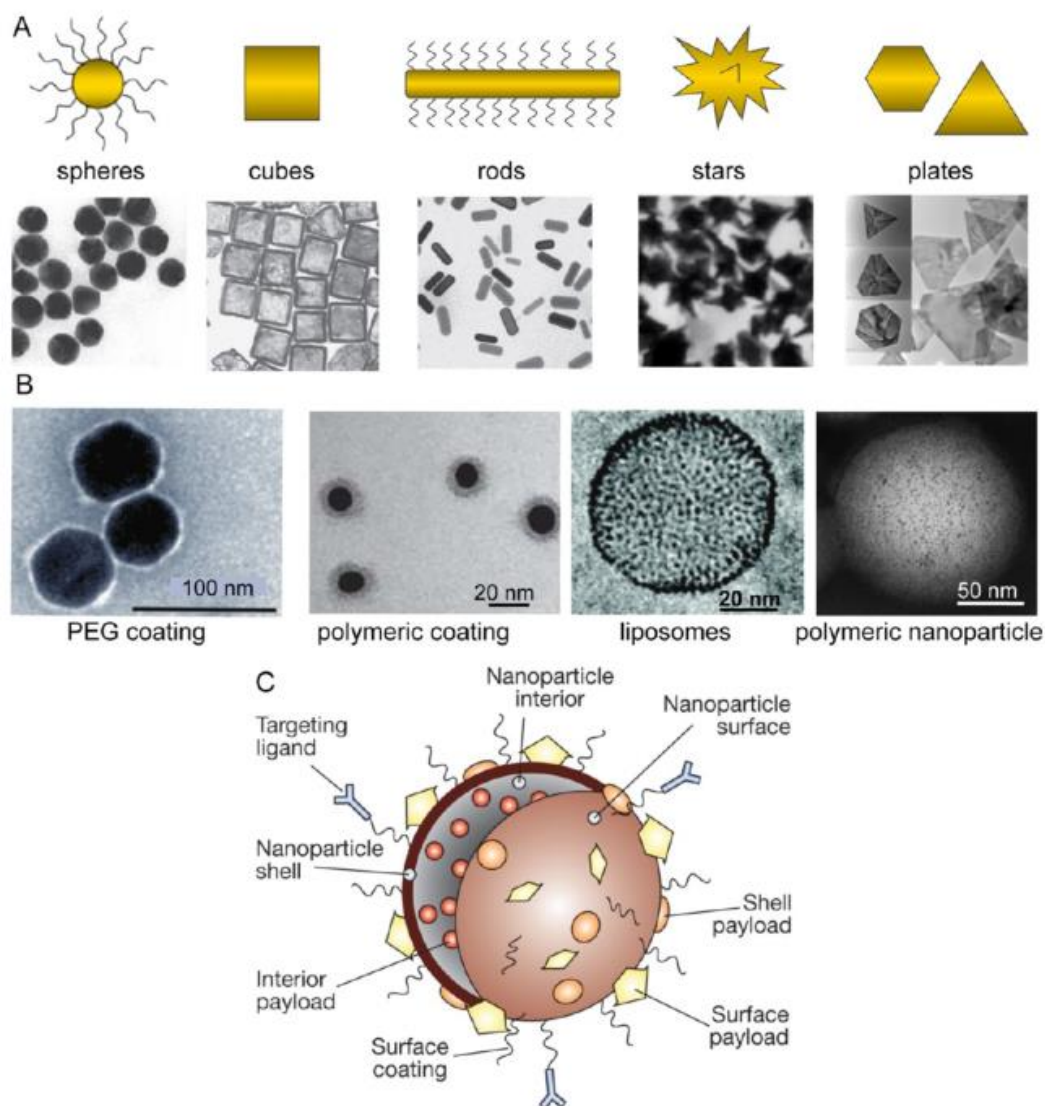 A
spheres
cubes
rods
stars
plates
B
100 nm
20 nm
20 nm
50 nm
PEG coating
polymeric coating
liposomes
polymeric nanoparticle
C
Nanoparticle
interior
Targeting
ligand
Nanoparticle
surface
Nanoparticle
shell
Shell
payload
Interior
payload
Surface
payload
Surface
coating